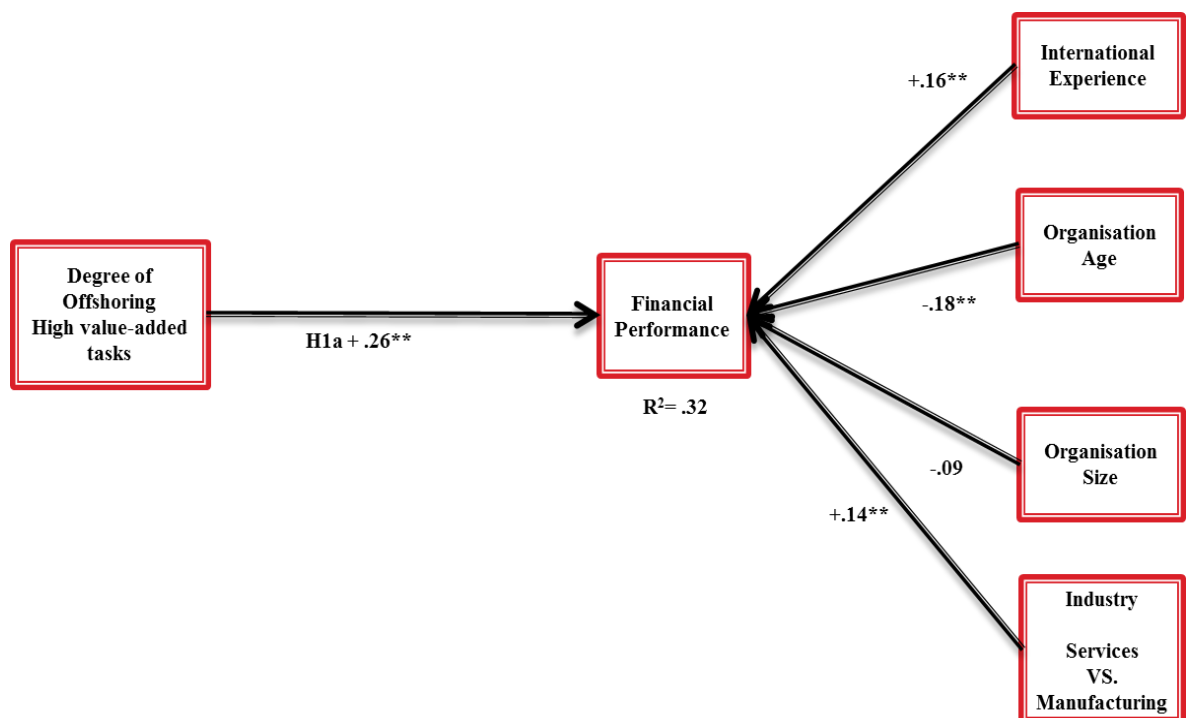 International
Experience
+.16**
Organisation
Age
-.18**
Degree of
Offshoring
High value-added
tasks
H1a + .26**
Financial
Performance
R²= .32
Organisation
Size
-.09
+.14**
Industry
Services
VS.
Manufacturing